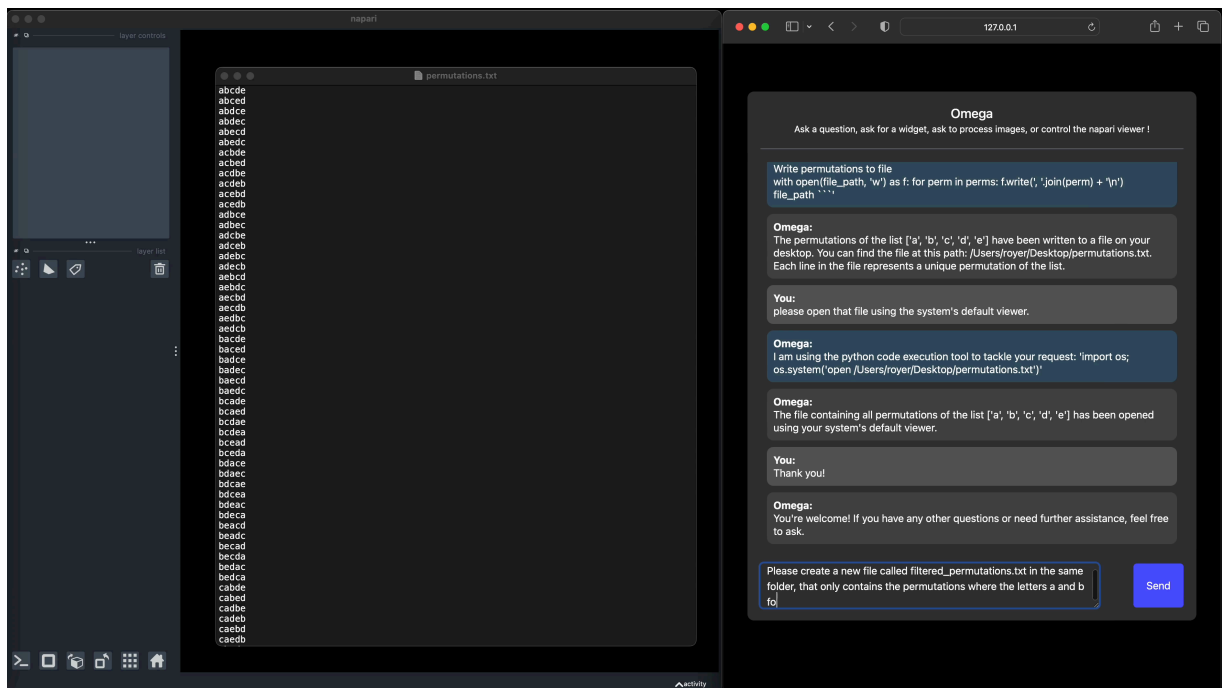 napari
layer controls
layer list
permutations.txt
abcde
abced
abdce
abdec
abecd
abedc
acbde
acbed
acdbe
acdeb
acebd
acedb
adbce
adbec
adcbe
adceb
adebc
adecb
aebcd
aebdc
aecbd
aecdb
aedbc
aedcb
bacde
baced
badce
badec
baecd
baedc
bcade
bcaed
bcdae
bcdea
bcead
bceda
bdace
bdaec
bdcae
bdcea
bdeac
bdeca
beacd
beadc
becad
becda
bedac
bedca
cabde
cabed
cadbe
cadeb
caebd
caedb
activity
127.0.0.1
Omega
Ask a question, ask for a widget, ask to process images, or control the napari viewer !
Write permutations to file
with open(file_path, 'w') as f: for perm in perms: f.write(', '.join(perm) + '\n')
file_path ```'
Omega:
The permutations of the list ['a', 'b', 'c', 'd', 'e'] have been written to a file on your
desktop. You can find the file at this path: /Users/royer/Desktop/permutations.txt.
Each line in the file represents a unique permutation of the list.
You:
please open that file using the system's default viewer.
Omega:
I am using the python code execution tool to tackle your request: 'import os;
os.system('open /Users/royer/Desktop/permutations.txt')'
Omega:
The file containing all permutations of the list ['a', 'b', 'c', 'd', 'e'] has been opened
using your system's default viewer.
You:
Thank you!
Omega:
You're welcome! If you have any other questions or need further assistance, feel free
to ask.
Please create a new file called filtered_permutations.txt in the same
folder, that only contains the permutations where the letters a and b
fo
Send